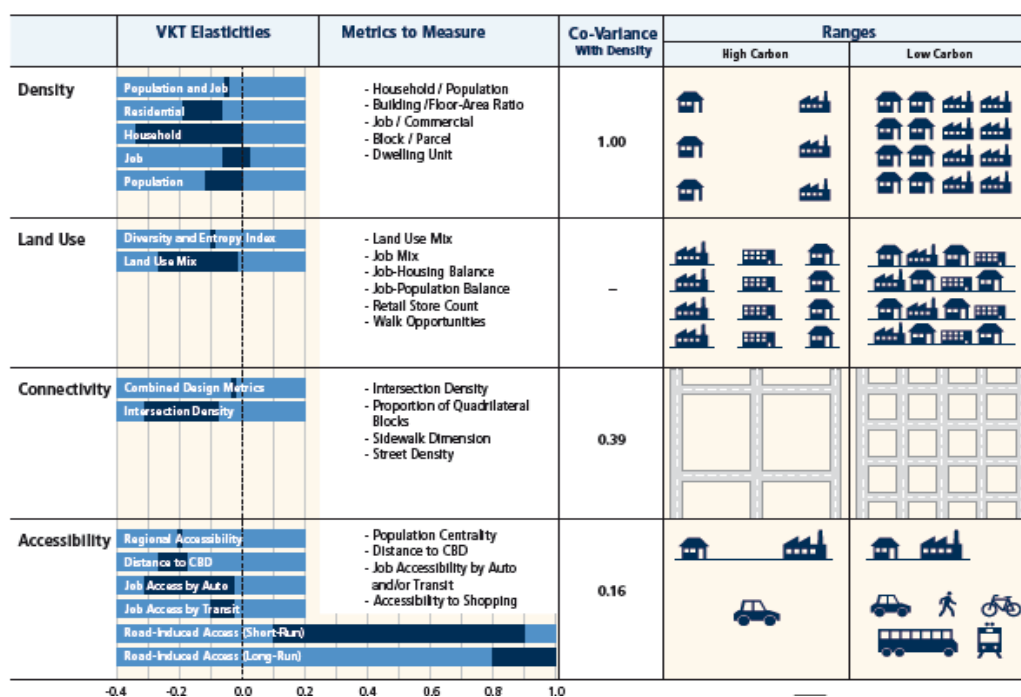 VKT Elasticities
Metrics to Measure
Co-Variance
With Density
Ranges
High Carbon
Low Carbon
Density
Population and Job
Residential
Household
Job
Population
- Household / Population
- Building /Floor-Area Ratio
- Job / Commercial
- Block / Parcel
- Dwelling Unit
1.00
Land Use
Diversity and Entropy Index
Land Use Mix
- Land Use Mix
- Job Mix
- Job-Housing Balance
- Job-Population Balance
- Retail Store Count
- Walk Opportunities
–
Connectivity
Combined Design Metrics
Intersection Density
- Intersection Density
- Proportion of Quadrilateral
Blocks
- Sidewalk Dimension
- Street Density
0.39
Accessibility
Regional Accessibility
Distance to CBD
Job Access by Auto
Job Access by Transit
Road-Induced Access (Short-Run)
Road-Induced Access (Long-Run)
- Population Centrality
- Distance to CBD
- Job Accessibility by Auto
and/or Transit
- Accessibility to Shopping
0.16
-0.4 -0.2 0.0 0.2 0.4 0.6 0.8 1.0